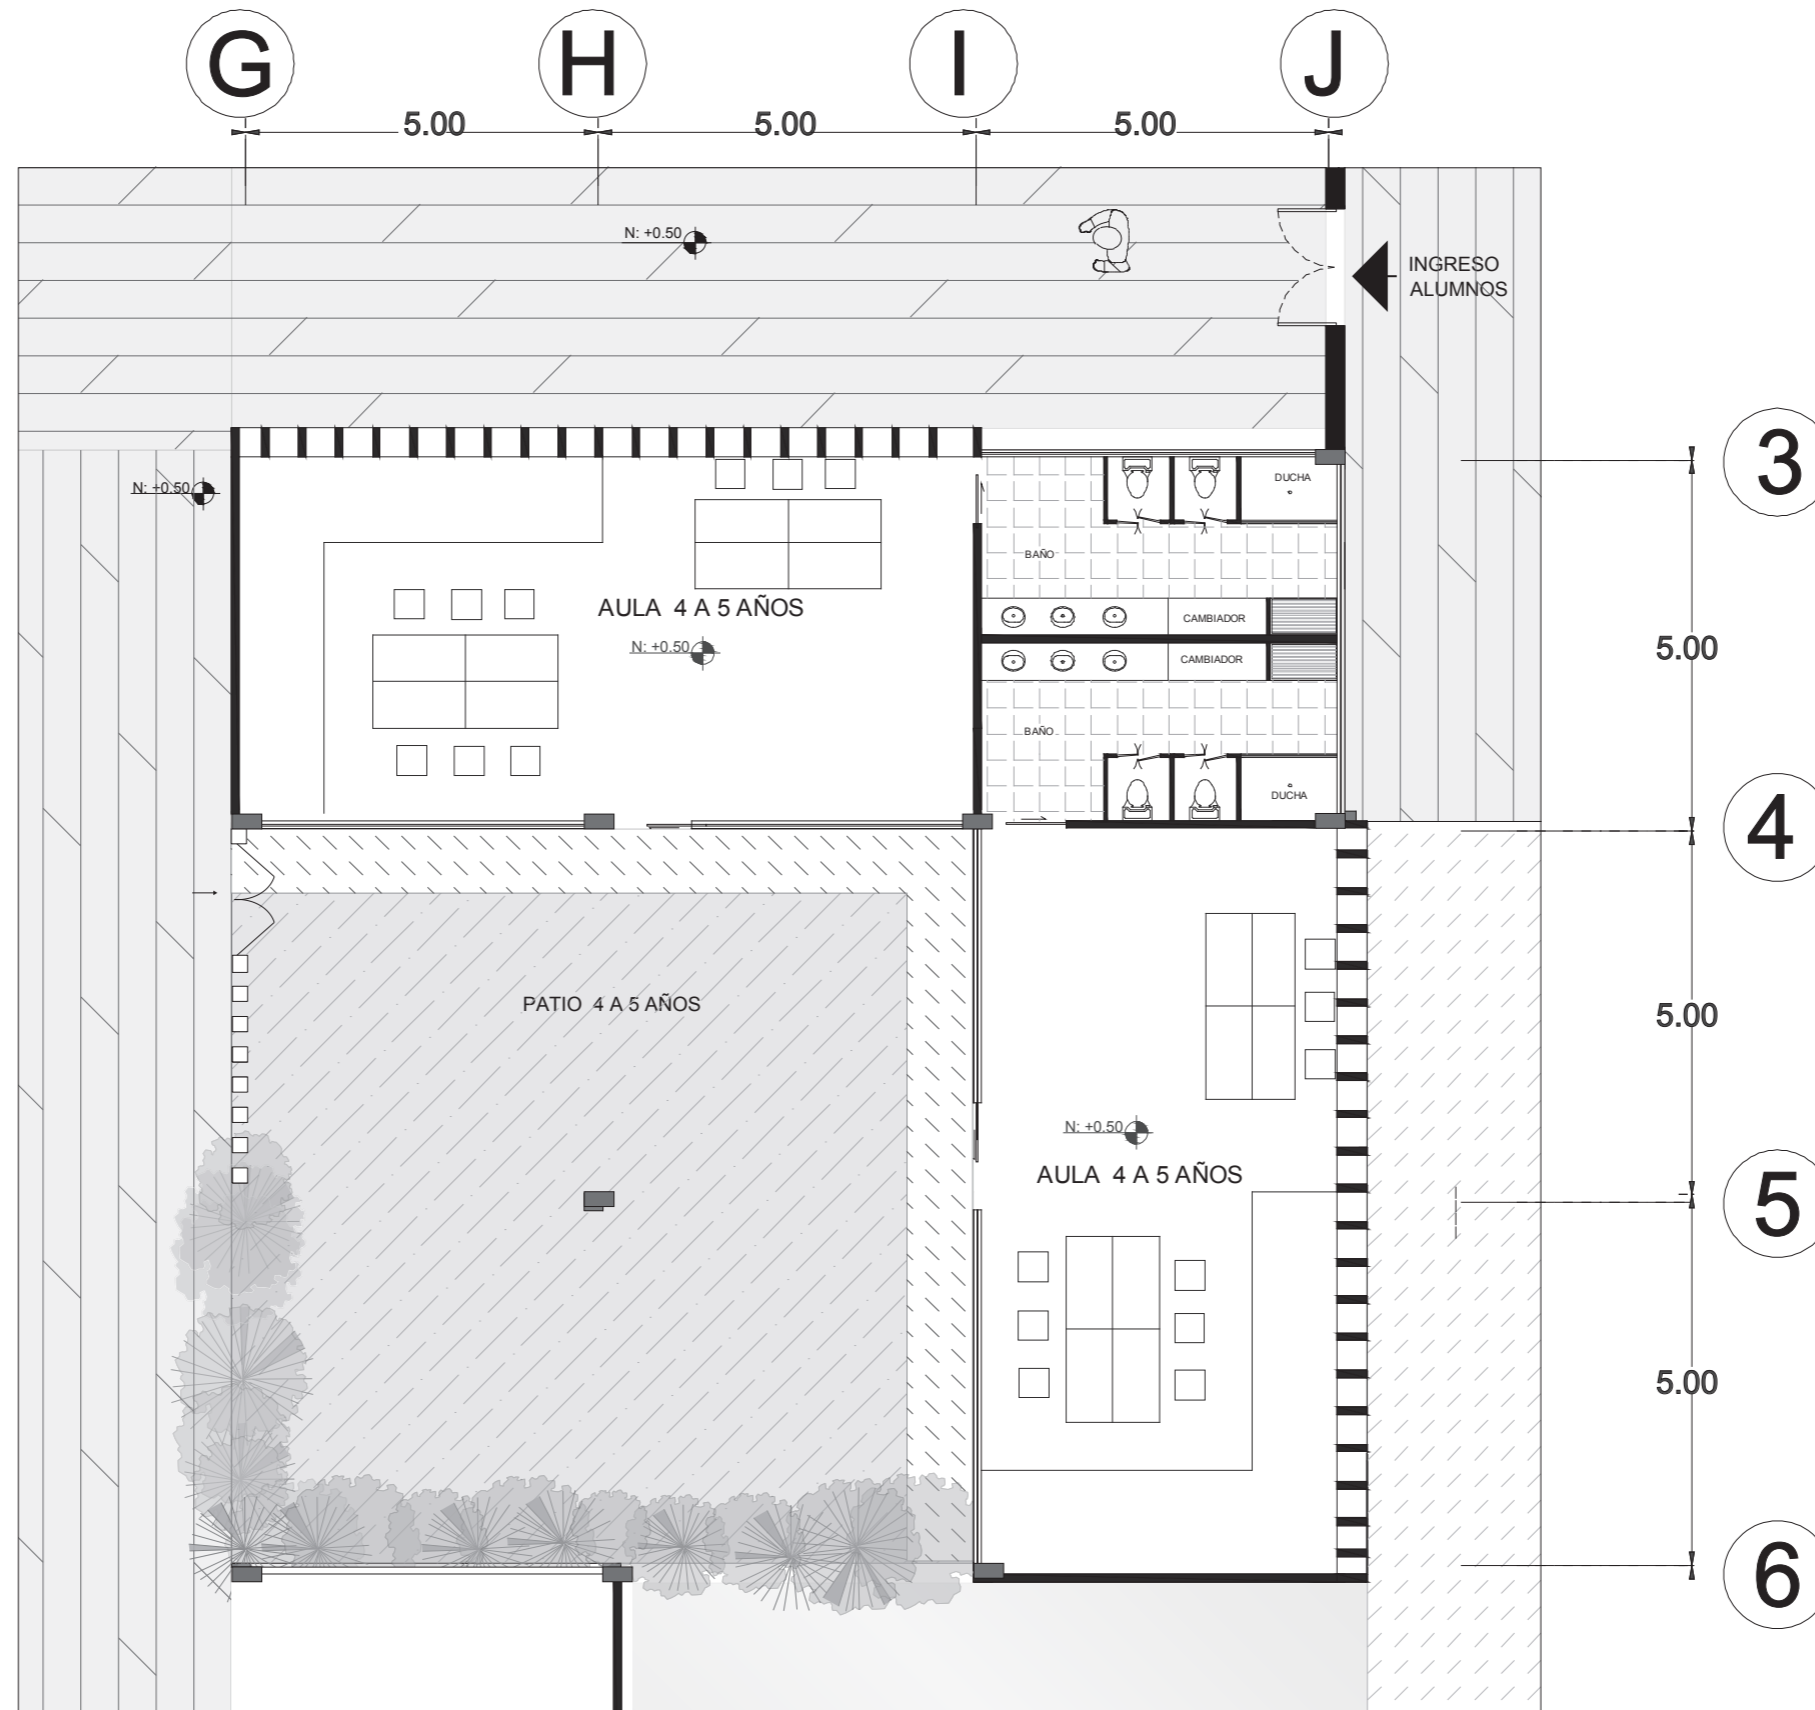 G H I J
5.00 5.00 5.00
N: +0.50
INGRESO
ALUMNOS
3
N: +0.50
DUCHA
BAÑO
AULA 4 A 5 AÑOS
CAMBIADOR
N: +0.50
5.00
CAMBIADOR
BAÑO
DUCHA
4
PATIO 4 A 5 AÑOS
5.00
N: +0.50
AULA 4 A 5 AÑOS
5
5.00
6